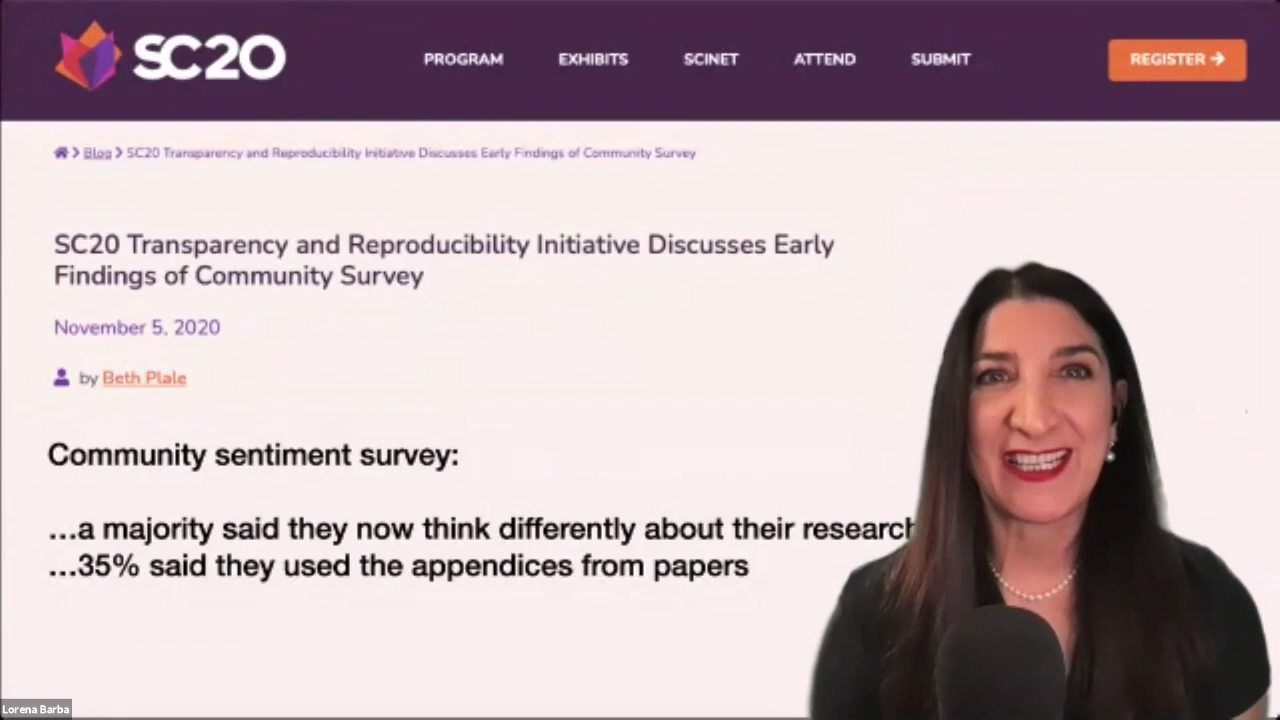 SC20
PROGRAM
EXHIBITS
SCINET
ATTEND
SUBMIT
REGISTER →
Blog > SC20 Transparency and Reproducibility Initiative Discusses Early Findings of Community Survey
SC20 Transparency and Reproducibility Initiative Discusses Early
Findings of Community Survey
November 5, 2020
by Beth Plale
Community sentiment survey:
...a majority said they now think differently about their research
...35% said they used the appendices from papers
Lorena Barba